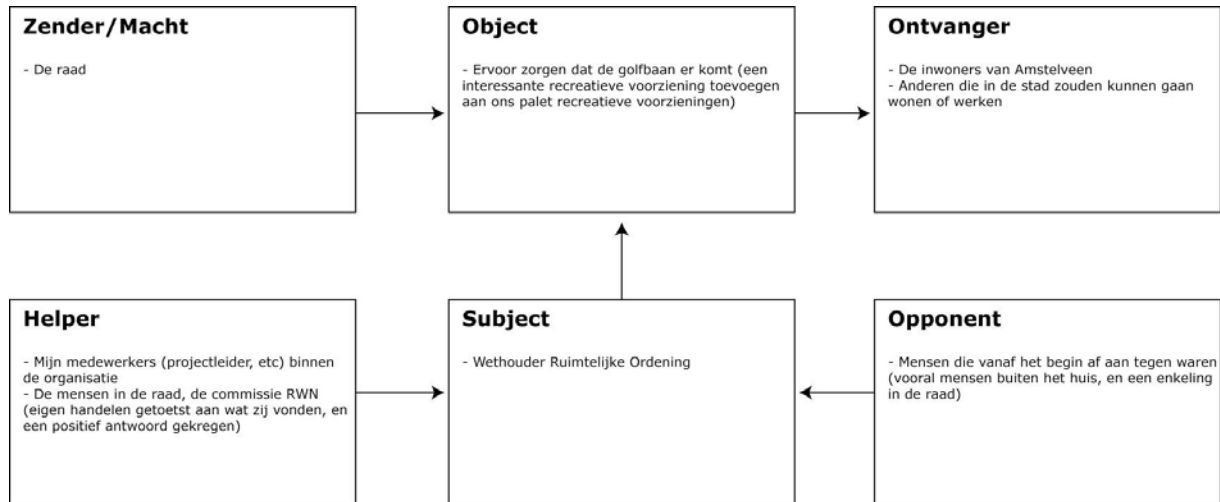 Zender/Macht
- De raad
Object
- Ervoor zorgen dat de golfbaan er komt (een
interessante recreatieve voorziening toevoegen
aan ons palet recreatieve voorzieningen)
Ontvanger
- De inwoners van Amstelveen
- Anderen die in de stad zouden kunnen gaan
wonen of werken
Helper
- Mijn medewerkers (projectleider, etc) binnen
de organisatie
- De mensen in de raad, de commissie RWN
(eigen handelen getoetst aan wat zij vonden, en
een positief antwoord gekregen)
Subject
- Wethouder Ruimtelijke Ordening
Opponent
- Mensen die vanaf het begin af aan tegen waren
(vooral mensen buiten het huis, en een enkeling
in de raad)